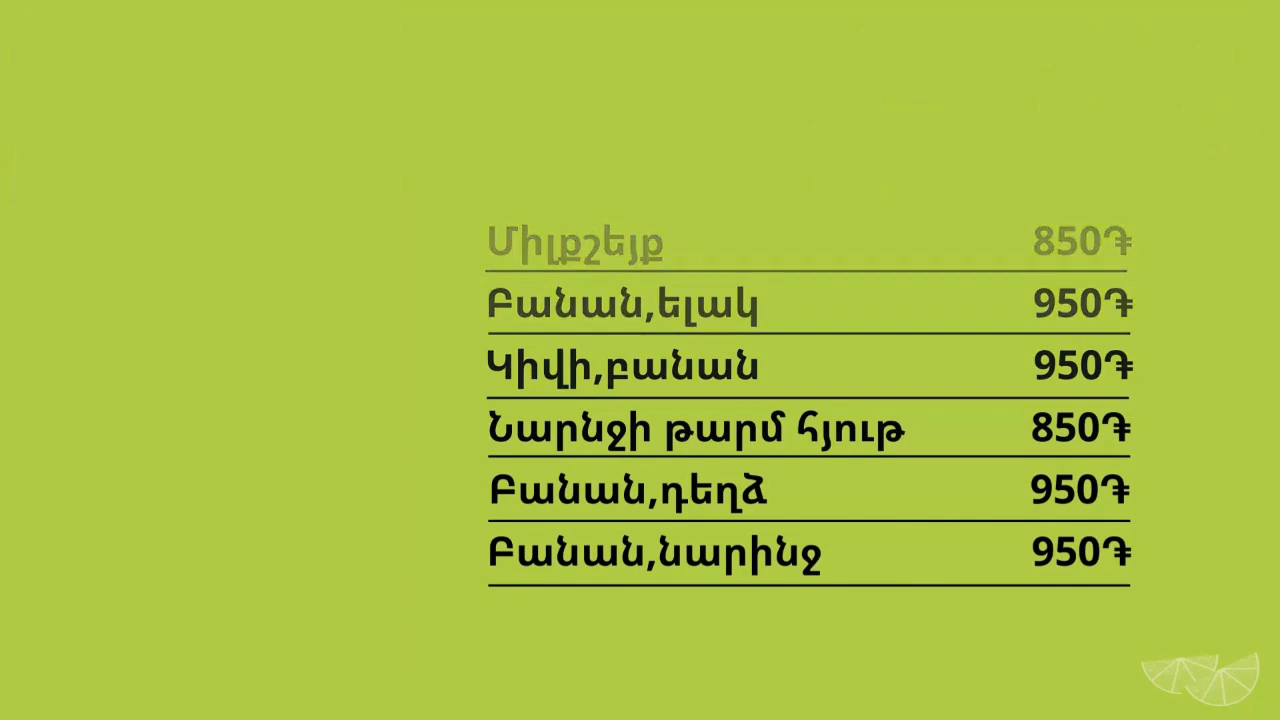 Միլքշեյք 850֏
Բանան,ելակ 950֏
Կիվի,բանան 950֏
Նարնջի թարմ հյութ 850֏
Բանան,դեղձ 950֏
Բանան,նարինջ 950֏